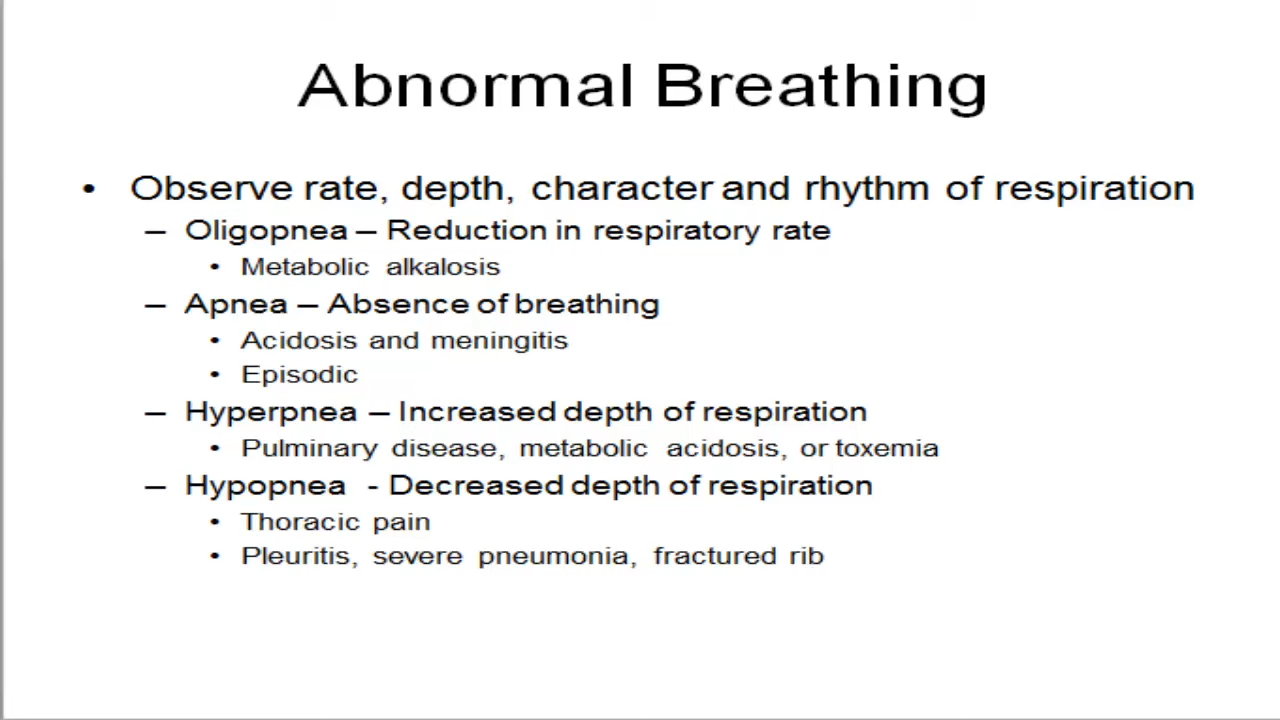 Abnormal Breathing
• Observe rate, depth, character and rhythm of respiration
– Oligopnea – Reduction in respiratory rate
• Metabolic alkalosis
– Apnea – Absence of breathing
• Acidosis and meningitis
• Episodic
– Hyperpnea – Increased depth of respiration
• Pulminary disease, metabolic acidosis, or toxemia
– Hypopnea - Decreased depth of respiration
• Thoracic pain
• Pleuritis, severe pneumonia, fractured rib